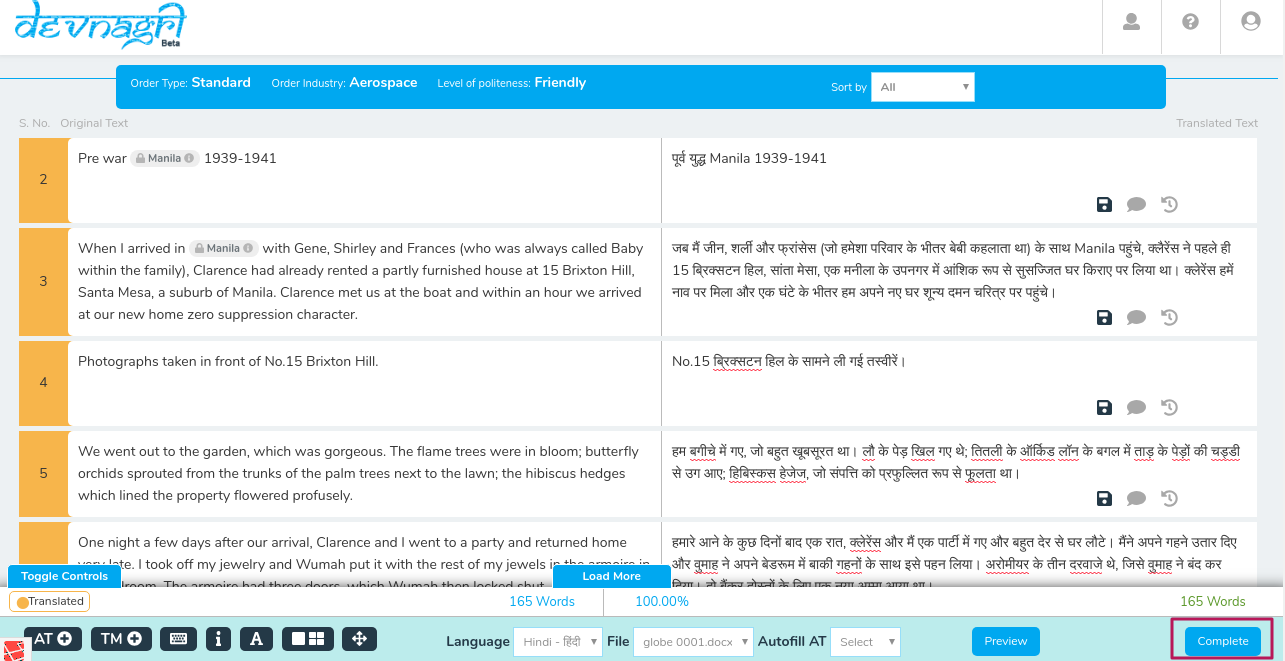 devnagri
Beta
Order Type: Standard Order Industry: Aerospace Level of politeness: Friendly Sort by All
S. No. Original Text Translated Text
2
Pre war Manila 1939-1941
पूर्व युद्ध Manila 1939-1941
3
When I arrived in Manila with Gene, Shirley and Frances (who was always called Baby
within the family), Clarence had already rented a partly furnished house at 15 Brixton Hill,
Santa Mesa, a suburb of Manila. Clarence met us at the boat and within an hour we arrived
at our new home zero suppression character.
जब मैं जीन, शर्ली और फ्रांसेस (जो हमेशा परिवार के भीतर बेबी कहलाता था) के साथ Manila पहुंचे, क्लैरेंस ने पहले ही
15 ब्रिक्सटन हिल, सांता मेसा, एक मनीला के उपनगर में आंशिक रूप से सुसज्जित घर किराए पर लिया था। क्लेरेंस हमें
नाव पर मिला और एक घंटे के भीतर हम अपने नए घर शून्य दमन चरित्र पर पहुंचे।
4
Photographs taken in front of No.15 Brixton Hill.
No.15 ब्रिक्सटन हिल के सामने ली गई तस्वीरें।
5
We went out to the garden, which was gorgeous. The flame trees were in bloom; butterfly
orchids sprouted from the trunks of the palm trees next to the lawn; the hibiscus hedges
which lined the property flowered profusely.
हम बगीचे में गए, जो बहुत खूबसूरत था। लौ के पेड़ खिल गए थे; तितली के ऑर्किड लॉन के बगल में ताड़ के पेड़ों की चड्डी
से उग आए; हिबिस्कस हेजेज, जो संपत्ति को प्रफुल्लित रूप से फूलता था।
One night a few days after our arrival, Clarence and I went to a party and returned home
very late. I took off my jewelry and Wumah put it with the rest of my jewels in the armoire in
droom. The armoire had three doors, which Wumah then locked shut.
हमारे आने के कुछ दिनों बाद एक रात, क्लेरेंस और मैं एक पार्टी में गए और बहुत देर से घर लौटे। मैंने अपने गहने उतार दिए
और वुमाह ने अपने बेडरूम में बाकी गहनों के साथ इसे पहन लिया। अरोमीयर के तीन दरवाजे थे, जिसे वुमाह ने बंद कर
दिया। दो बैंकर दोस्तों के लिए एक नया अम्मा आया था।
Toggle Controls Load More
Translated 165 Words 100.00% 165 Words
AT TM A Language Hindi - हिंदी File globe 0001.docx Autofill AT Select Preview Complete